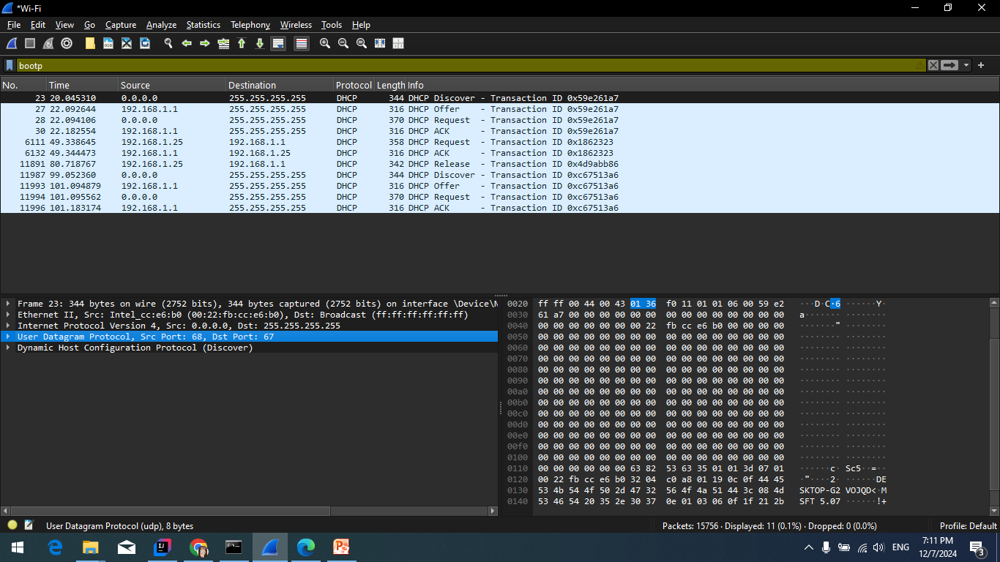 *Wi-Fi
File Edit View Go Capture Analyze Statistics Telephony Wireless Tools Help
bootp
No. Time Source Destination Protocol Length Info
23 20.045310 0.0.0.0 255.255.255.255 DHCP 344 DHCP Discover - Transaction ID 0x59e261a7
27 22.092644 192.168.1.1 255.255.255.255 DHCP 316 DHCP Offer - Transaction ID 0x59e261a7
28 22.094106 0.0.0.0 255.255.255.255 DHCP 370 DHCP Request - Transaction ID 0x59e261a7
30 22.182554 192.168.1.1 255.255.255.255 DHCP 316 DHCP ACK - Transaction ID 0x59e261a7
6111 49.338645 192.168.1.25 192.168.1.1 DHCP 358 DHCP Request - Transaction ID 0x1862323
6132 49.344473 192.168.1.1 192.168.1.25 DHCP 316 DHCP ACK - Transaction ID 0x1862323
11891 80.718767 192.168.1.25 192.168.1.1 DHCP 342 DHCP Release - Transaction ID 0x4d9abb86
11987 99.052360 0.0.0.0 255.255.255.255 DHCP 344 DHCP Discover - Transaction ID 0xc67513a6
11993 101.094879 192.168.1.1 255.255.255.255 DHCP 316 DHCP Offer - Transaction ID 0xc67513a6
11994 101.095562 0.0.0.0 255.255.255.255 DHCP 370 DHCP Request - Transaction ID 0xc67513a6
11996 101.183174 192.168.1.1 255.255.255.255 DHCP 316 DHCP ACK - Transaction ID 0xc67513a6
Frame 23: 344 bytes on wire (2752 bits), 344 bytes captured (2752 bits) on interface \Device\N
Ethernet II, Src: Intel_cc:e6:b0 (00:22:fb:cc:e6:b0), Dst: Broadcast (ff:ff:ff:ff:ff:ff)
Internet Protocol Version 4, Src: 0.0.0.0, Dst: 255.255.255.255
User Datagram Protocol, Src Port: 68, Dst Port: 67
Dynamic Host Configuration Protocol (Discover)
0020 ff ff 00 44 00 43 01 36 f0 11 01 01 06 00 59 e2 ···D·C·6 ······Y·
0030 61 a7 00 00 00 00 00 00 00 00 00 00 00 00 00 00 a······· ········
0040 00 00 00 00 00 00 00 22 fb cc e6 b0 00 00 00 00 ·······" ········
0050 00 00 00 00 00 00 00 00 00 00 00 00 00 00 00 00 ········ ········
0060 00 00 00 00 00 00 00 00 00 00 00 00 00 00 00 00 ········ ········
0070 00 00 00 00 00 00 00 00 00 00 00 00 00 00 00 00 ········ ········
0080 00 00 00 00 00 00 00 00 00 00 00 00 00 00 00 00 ········ ········
0090 00 00 00 00 00 00 00 00 00 00 00 00 00 00 00 00 ········ ········
00a0 00 00 00 00 00 00 00 00 00 00 00 00 00 00 00 00 ········ ········
00b0 00 00 00 00 00 00 00 00 00 00 00 00 00 00 00 00 ········ ········
00c0 00 00 00 00 00 00 00 00 00 00 00 00 00 00 00 00 ········ ········
00d0 00 00 00 00 00 00 00 00 00 00 00 00 00 00 00 00 ········ ········
00e0 00 00 00 00 00 00 00 00 00 00 00 00 00 00 00 00 ········ ········
00f0 00 00 00 00 00 00 00 00 00 00 00 00 00 00 00 00 ········ ········
0100 00 00 00 00 00 00 00 00 00 00 00 00 00 00 00 00 ········ ········
0110 00 00 00 00 00 00 63 82 53 63 35 01 01 3d 07 01 ······c· Sc5··=··
0120 00 22 fb cc e6 b0 32 04 c0 a8 01 19 0c 0f 44 45 ·"····2· ······DE
0130 53 4b 54 4f 50 2d 47 32 56 4f 4a 51 44 3c 08 4d SKTOP-G2 VOJQD<·M
0140 53 46 54 20 35 2e 30 37 0e 01 03 06 0f 1f 21 2b SFT 5.07 ······!+
User Datagram Protocol (udp), 8 bytes
Packets: 15756 · Displayed: 11 (0.1%) · Dropped: 0 (0.0%)
Profile: Default
ENG
7:11 PM
12/7/2024
3